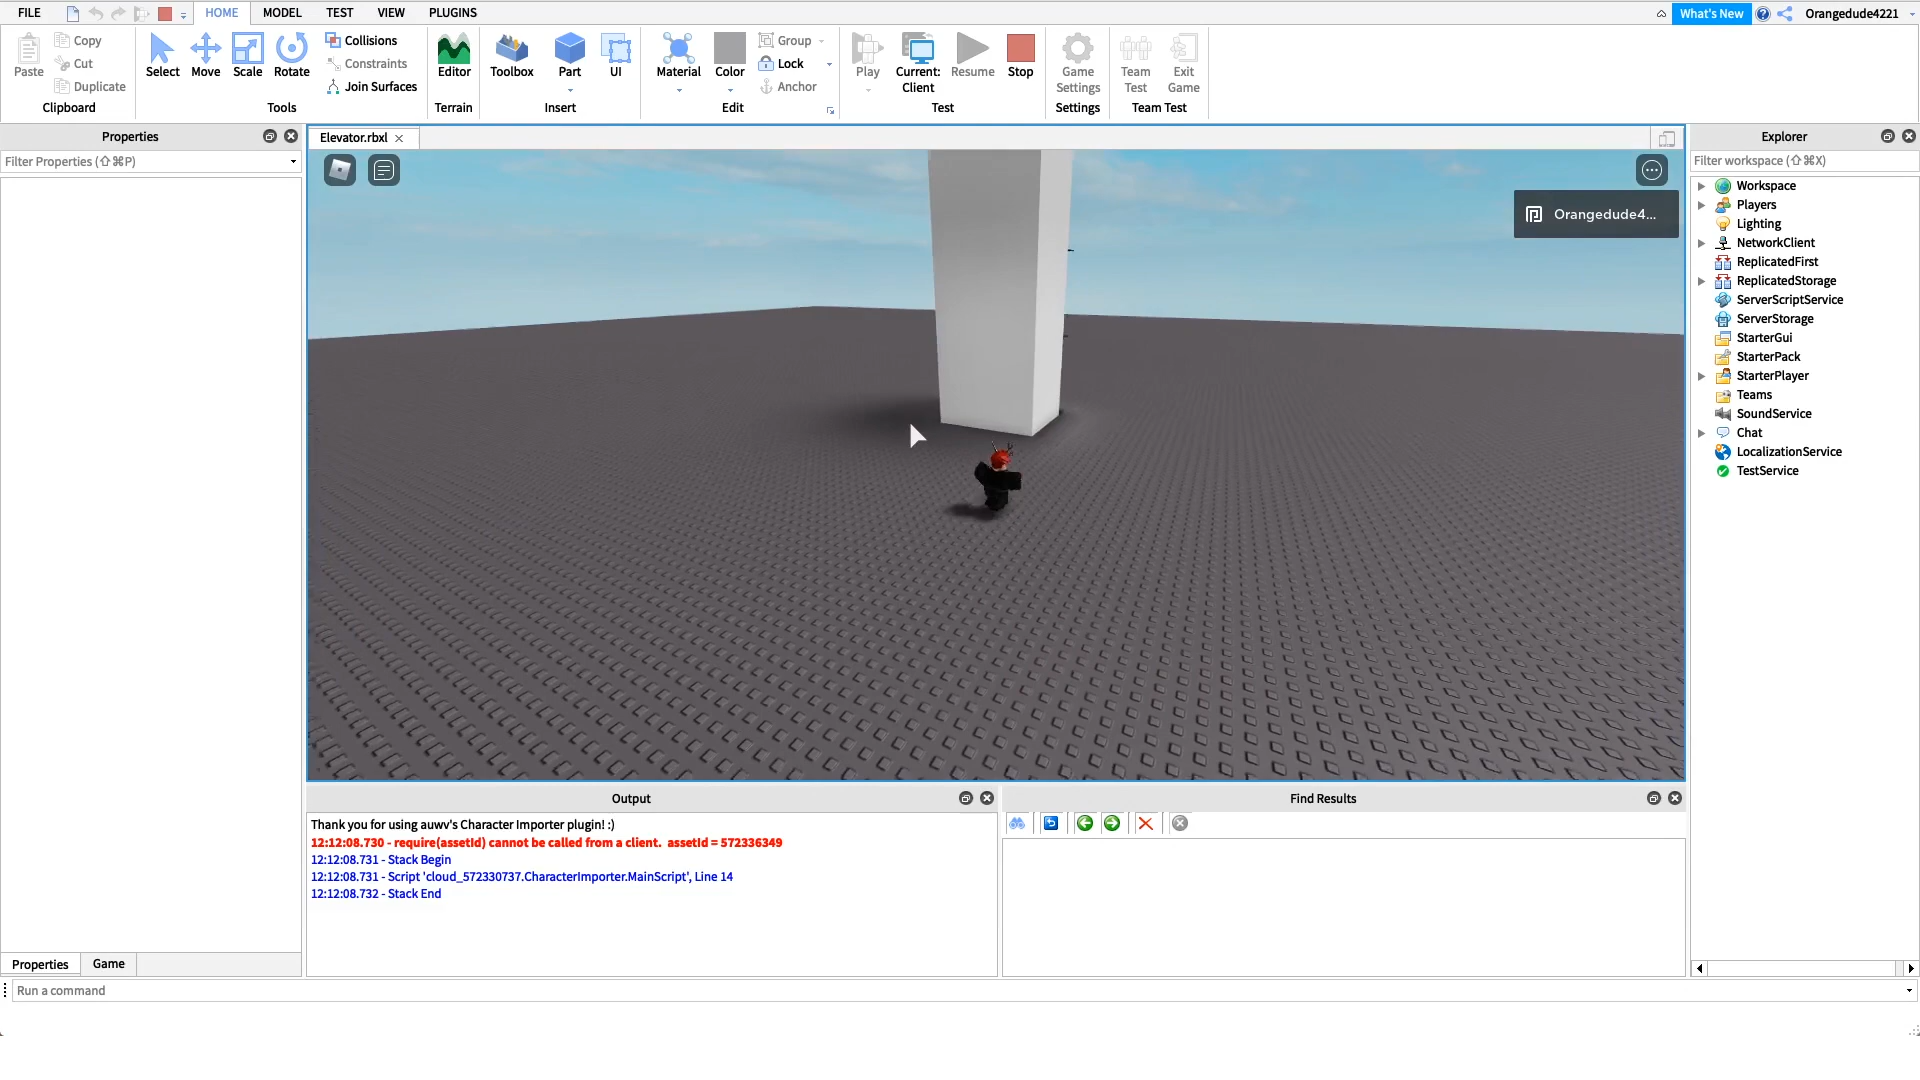 FILE
HOME
MODEL
TEST
VIEW
PLUGINS
What's New
Orangedude4221
Paste
Copy
Cut
Duplicate
Clipboard
Select
Move
Scale
Rotate
Collisions
Constraints
Join Surfaces
Tools
Editor
Terrain
Toolbox
Part
UI
Insert
Material
Color
Group
Lock
Anchor
Edit
Play
Current:
Client
Resume
Stop
Test
Game
Settings
Settings
Team
Test
Exit
Game
Team Test
Properties
Filter Properties (⇧⌘P)
Elevator.rbxl
Orangedude4...
Explorer
Filter workspace (⇧⌘X)
Workspace
Players
Lighting
NetworkClient
ReplicatedFirst
ReplicatedStorage
ServerScriptService
ServerStorage
StarterGui
StarterPack
StarterPlayer
Teams
SoundService
Chat
LocalizationService
TestService
Output
Thank you for using auwv's Character Importer plugin! :)
12:12:08.730 - require(assetId) cannot be called from a client. assetId = 572336349
12:12:08.731 - Stack Begin
12:12:08.731 - Script 'cloud_572330737.CharacterImporter.MainScript', Line 14
12:12:08.732 - Stack End
Find Results
Properties
Game
Run a command